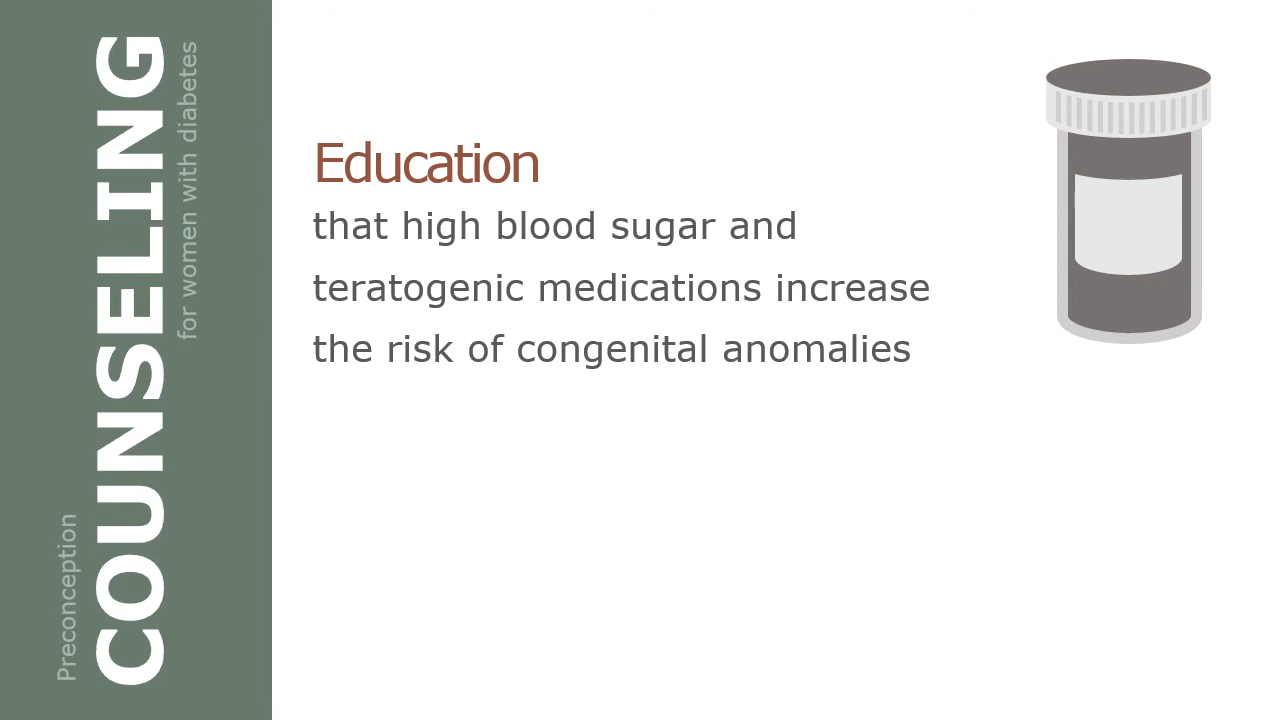 Preconception
COUNSELING
for women with diabetes
Education
that high blood sugar and
teratogenic medications increase
the risk of congenital anomalies